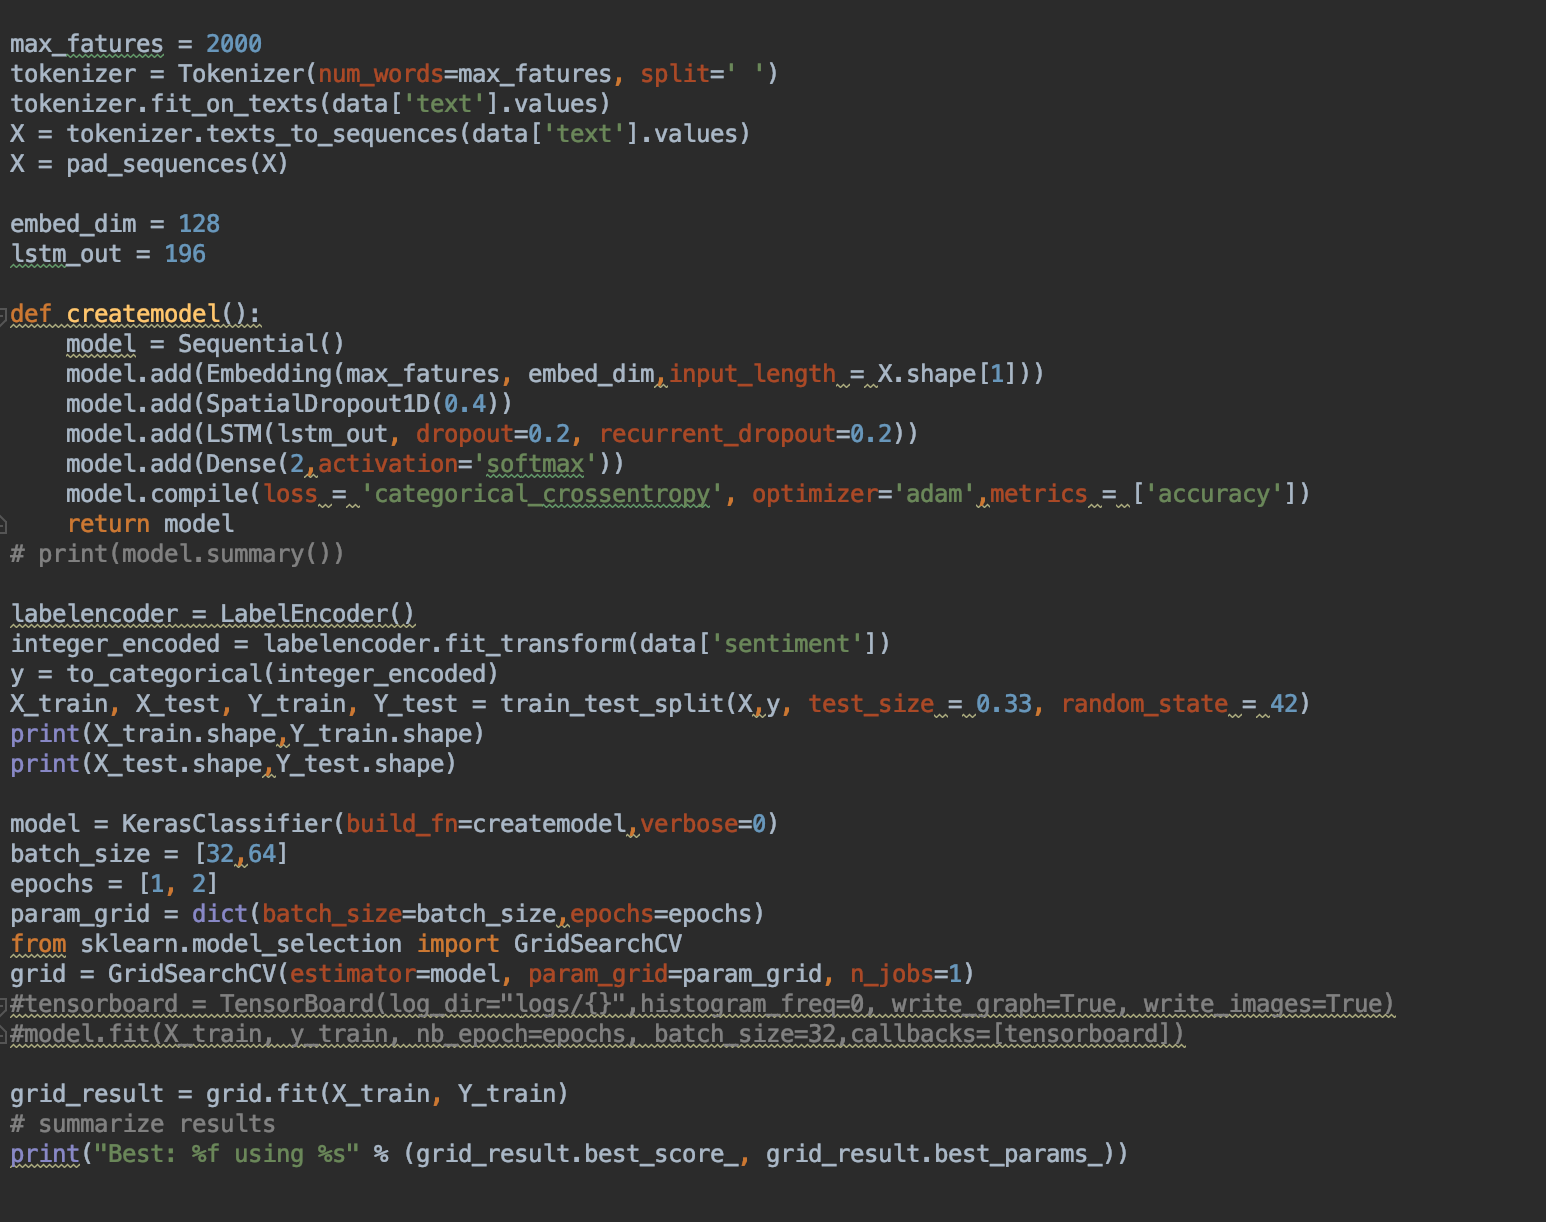 max_fatures = 2000
tokenizer = Tokenizer(num_words=max_fatures, split=' ')
tokenizer.fit_on_texts(data['text'].values)
X = tokenizer.texts_to_sequences(data['text'].values)
X = pad_sequences(X)

embed_dim = 128
lstm_out = 196

def createmodel():
    model = Sequential()
    model.add(Embedding(max_fatures, embed_dim,input_length = X.shape[1]))
    model.add(SpatialDropout1D(0.4))
    model.add(LSTM(lstm_out, dropout=0.2, recurrent_dropout=0.2))
    model.add(Dense(2,activation='softmax'))
    model.compile(loss = 'categorical_crossentropy', optimizer='adam',metrics = ['accuracy'])
    return model
# print(model.summary())

labelencoder = LabelEncoder()
integer_encoded = labelencoder.fit_transform(data['sentiment'])
y = to_categorical(integer_encoded)
X_train, X_test, Y_train, Y_test = train_test_split(X,y, test_size = 0.33, random_state = 42)
print(X_train.shape,Y_train.shape)
print(X_test.shape,Y_test.shape)

model = KerasClassifier(build_fn=createmodel,verbose=0)
batch_size = [32,64]
epochs = [1, 2]
param_grid = dict(batch_size=batch_size,epochs=epochs)
from sklearn.model_selection import GridSearchCV
grid = GridSearchCV(estimator=model, param_grid=param_grid, n_jobs=1)
#tensorboard = TensorBoard(log_dir="logs/{}",histogram_freq=0, write_graph=True, write_images=True)
#model.fit(X_train, y_train, nb_epoch=epochs, batch_size=32,callbacks=[tensorboard])

grid_result = grid.fit(X_train, Y_train)
# summarize results
print("Best: %f using %s" % (grid_result.best_score_, grid_result.best_params_))